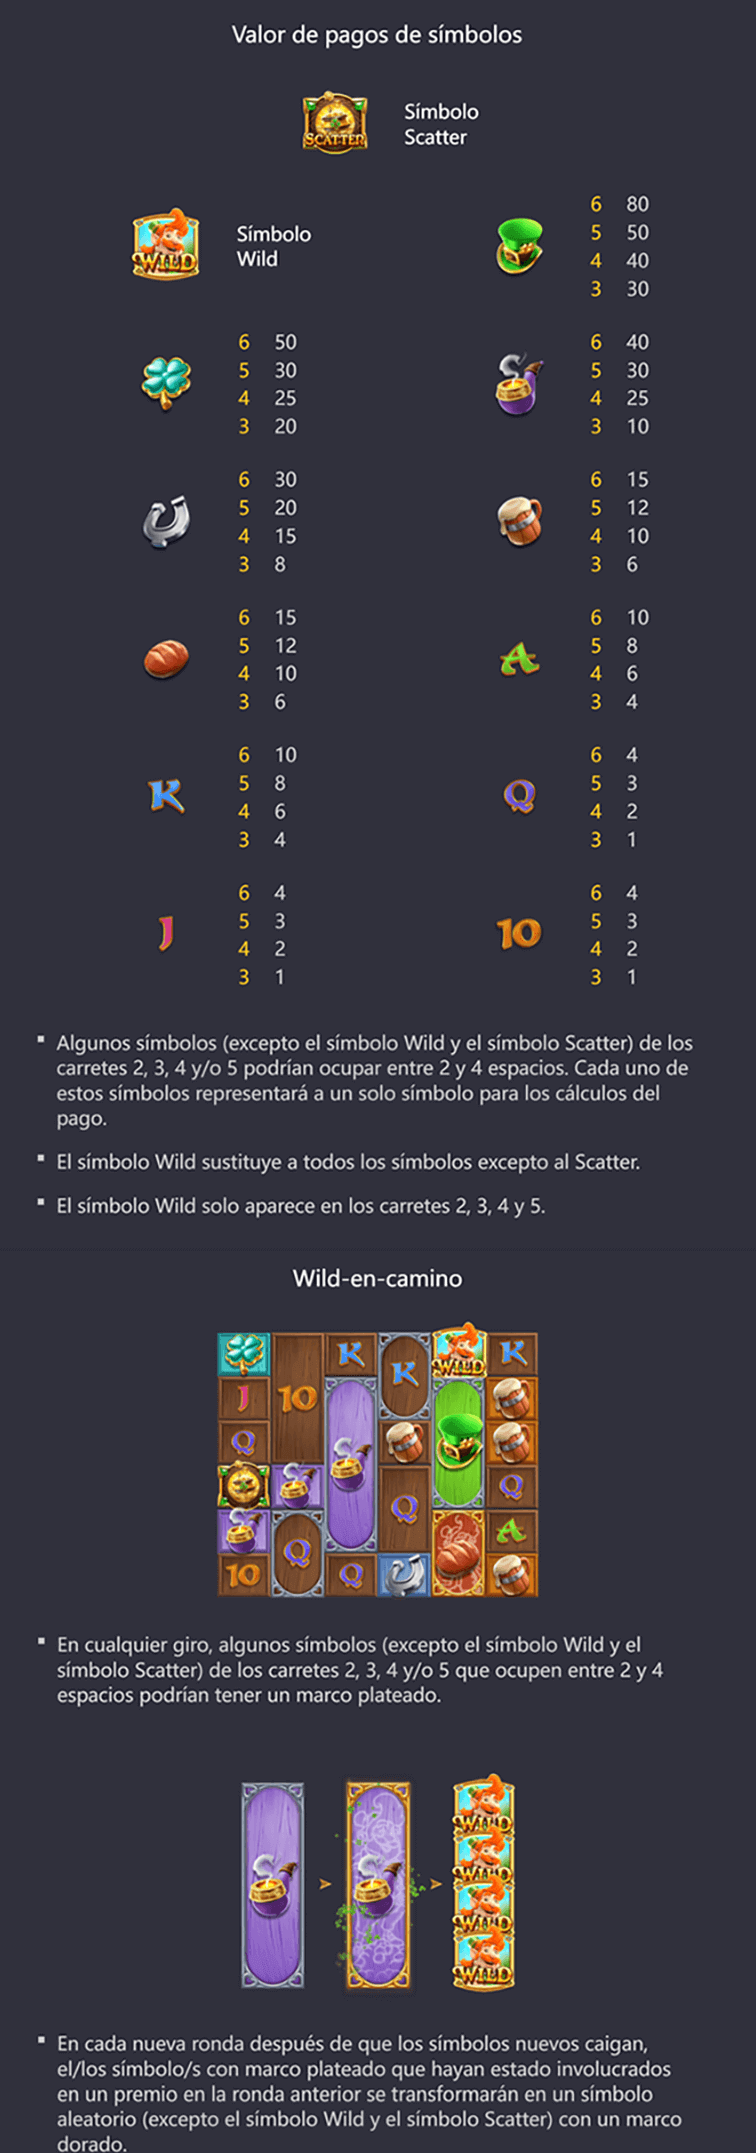 Valor de pagos de símbolos
SCATTER
Símbolo
Scatter
WILD
Símbolo
Wild
6 80
5 50
4 40
3 30
6 50
5 30
4 25
3 20
6 40
5 30
4 25
3 10
6 30
5 20
4 15
3 8
6 15
5 12
4 10
3 6
6 15
5 12
4 10
3 6
A
6 10
5 8
6 6
3 4
K
6 10
5 8
4 6
3 4
Q
6 4
5 3
4 2
3 1
J
6 4
5 3
4 2
3 1
10
6 4
5 3
4 2
3 1
▪ Algunos símbolos (excepto el símbolo Wild y el símbolo Scatter) de los
carretes 2, 3, 4 y/o 5 podrían ocupar entre 2 y 4 espacios. Cada uno de
estos símbolos representará a un solo símbolo para los cálculos del
pago.
▪ El símbolo Wild sustituye a todos los símbolos excepto al Scatter.
▪ El símbolo Wild solo aparece en los carretes 2, 3, 4 y 5.
Wild-en-camino
K K WILD K
J 10
Q
Q Q
Q A
10 Q
▪ En cualquier giro, algunos símbolos (excepto el símbolo Wild y el
símbolo Scatter) de los carretes 2, 3, 4 y/o 5 que ocupen entre 2 y 4
espacios podrían tener un marco plateado.
WILD
WILD
WILD
WILD
▪ En cada nueva ronda después de que los símbolos nuevos caigan,
el/los símbolo/s con marco plateado que hayan estado involucrados
en un premio en la ronda anterior se transformarán en un símbolo
aleatorio (excepto el símbolo Wild y el símbolo Scatter) con un marco
dorado.